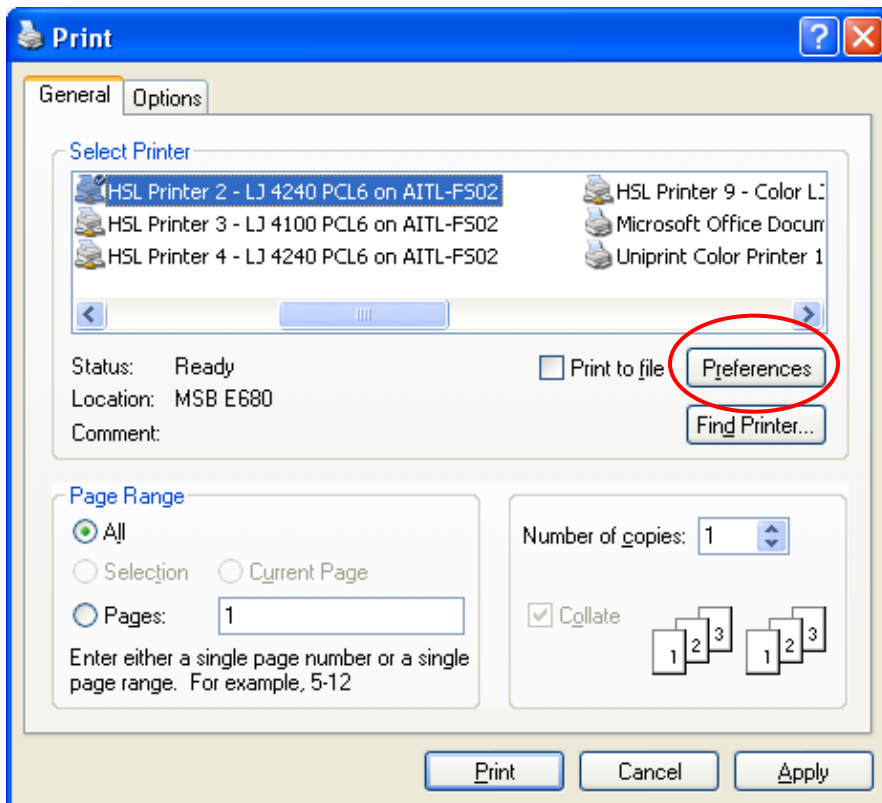 Print
General Options
Select Printer
HSL Printer 2 - LJ 4240 PCL6 on AITL-FS02
HSL Printer 3 - LJ 4100 PCL6 on AITL-FS02
HSL Printer 4 - LJ 4240 PCL6 on AITL-FS02
HSL Printer 9 - Color LJ
Microsoft Office Docum
Uniprint Color Printer 1
Status: Ready
Location: MSB E680
Comment:
Print to file
Preferences
Find Printer...
Page Range
All
Selection Current Page
Pages: 1
Enter either a single page number or a single
page range. For example, 5-12
Number of copies: 1
Collate
1 2 3 1 2 3
Print Cancel Apply